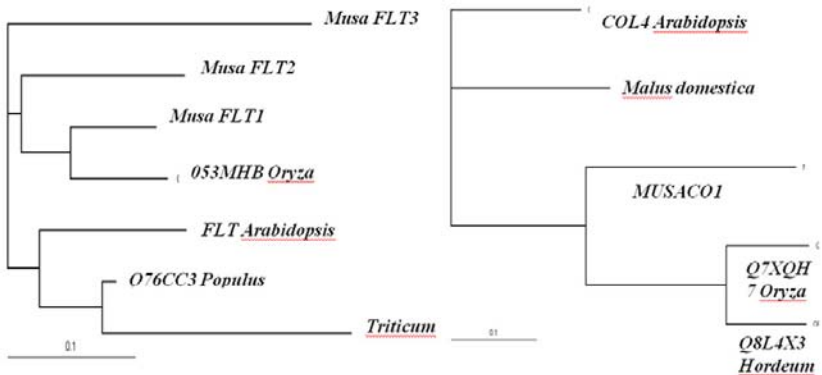 Musa FLT3
Musa FLT2
Musa FLT1
053MHB Oryza
FLT Arabidopsis
O76CC3 Populus
Triticum
0.1
COL4 Arabidopsis
Malus domestica
MUSACO1
Q7XQH
7 Oryza
Q8L4X3
Hordeum
0.1